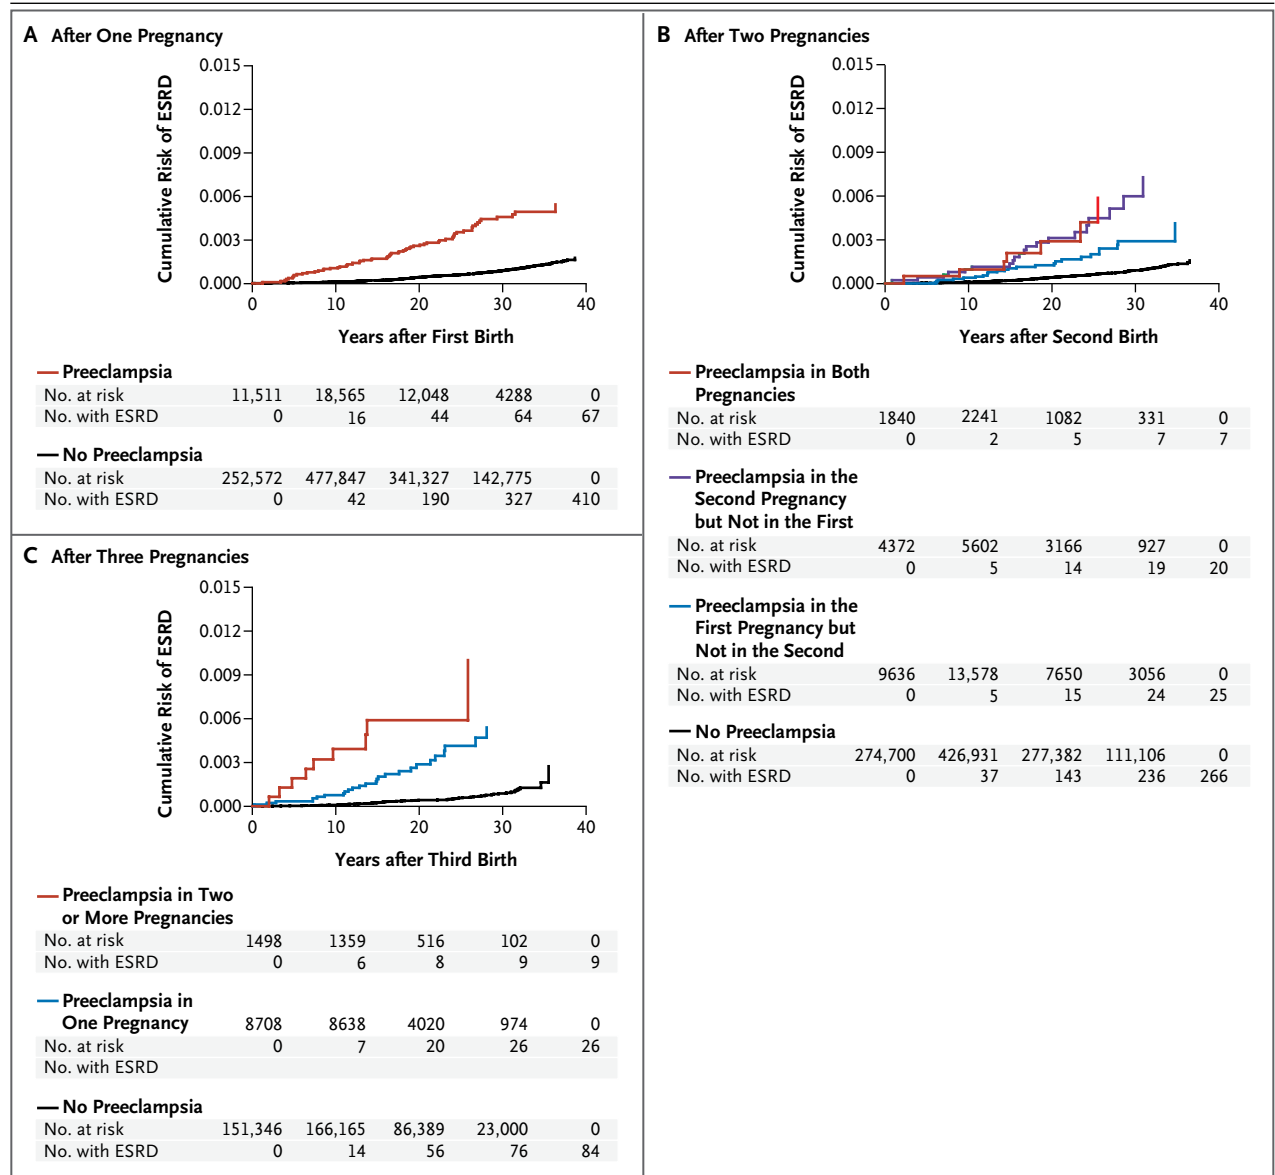 A After One Pregnancy
Cumulative Risk of ESRD
0.015
0.012
0.009
0.006
0.003
0.000
0 10 20 30 40
Years after First Birth
Preeclampsia
No. at risk 11,511 18,565 12,048 4288 0
No. with ESRD 0 16 44 64 67
No Preeclampsia
No. at risk 252,572 477,847 341,327 142,775 0
No. with ESRD 0 42 190 327 410
B After Two Pregnancies
Cumulative Risk of ESRD
0.015
0.012
0.009
0.006
0.003
0.000
0 10 20 30 40
Years after Second Birth
Preeclampsia in Both
Pregnancies
No. at risk 1840 2241 1082 331 0
No. with ESRD 0 2 5 7 7
Preeclampsia in the
Second Pregnancy
but Not in the First
No. at risk 4372 5602 3166 927 0
No. with ESRD 0 5 14 19 20
Preeclampsia in the
First Pregnancy but
Not in the Second
No. at risk 9636 13,578 7650 3056 0
No. with ESRD 0 5 15 24 25
No Preeclampsia
No. at risk 274,700 426,931 277,382 111,106 0
No. with ESRD 0 37 143 236 266
C After Three Pregnancies
Cumulative Risk of ESRD
0.015
0.012
0.009
0.006
0.003
0.000
0 10 20 30 40
Years after Third Birth
Preeclampsia in Two
or More Pregnancies
No. at risk 1498 1359 516 102 0
No. with ESRD 0 6 8 9 9
Preeclampsia in
One Pregnancy 8708 8638 4020 974 0
No. at risk 0 7 20 26 26
No. with ESRD
No Preeclampsia
No. at risk 151,346 166,165 86,389 23,000 0
No. with ESRD 0 14 56 76 84